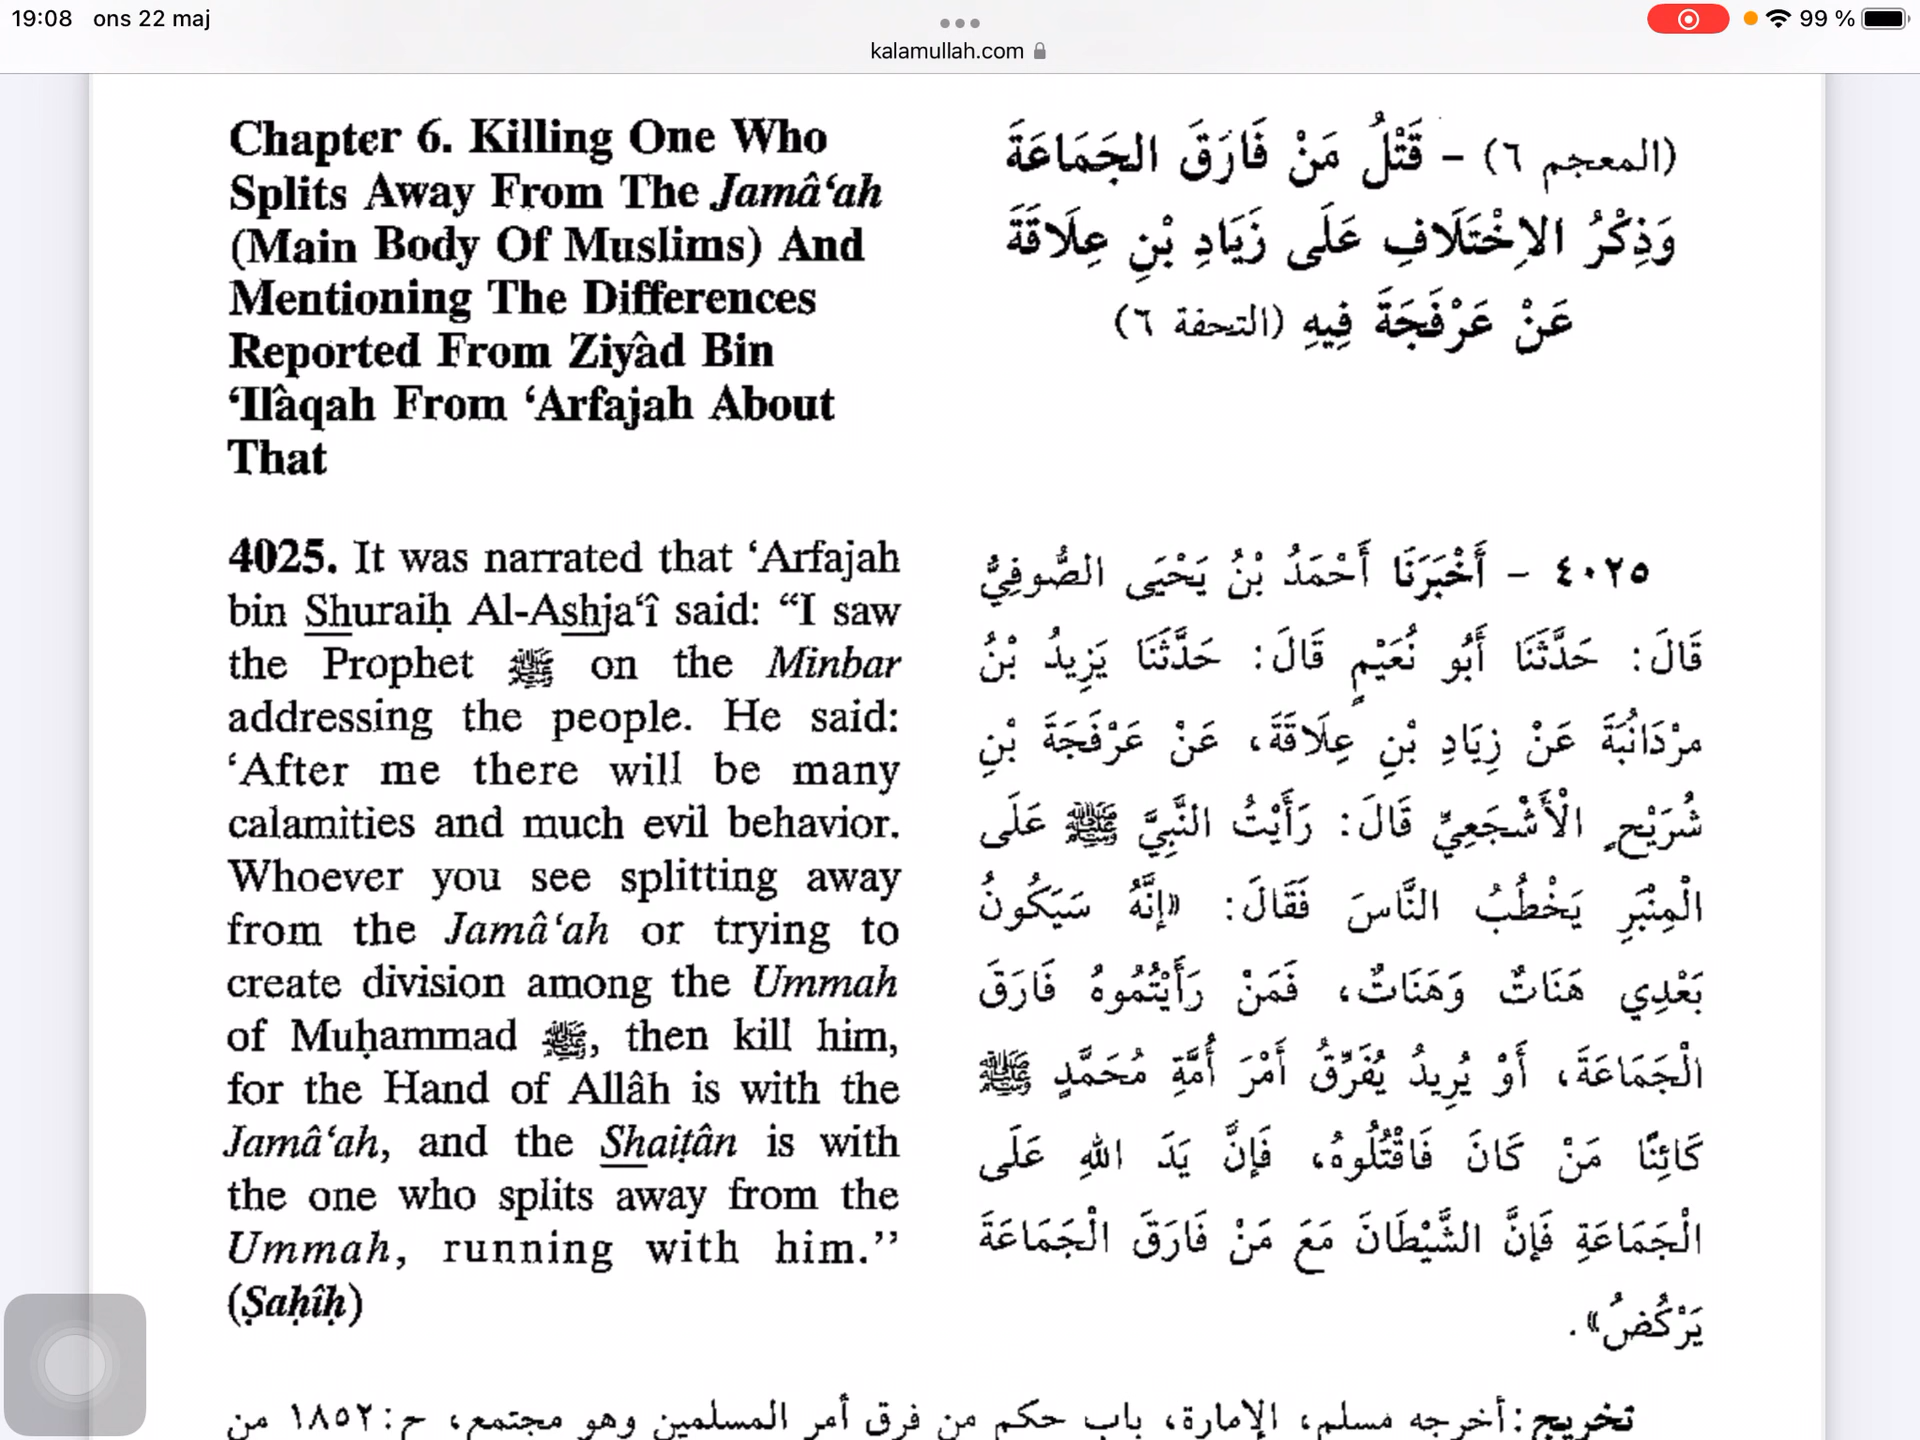 19:08 ons 22 maj
99 %
kalamullah.com
Chapter 6. Killing One Who
Splits Away From The Jamâ‘ah
(Main Body Of Muslims) And
Mentioning The Differences
Reported From Ziyâd Bin
‘Ilâqah From ‘Arfajah About
That
(المعجم ٦) - قَتْلُ مَنْ فَارَقَ الجَمَاعَةَ
وَذِكْرُ الاِخْتَلَافِ عَلَى زَيَادِ بْنِ عِلَاقَةَ
عَنْ عَرْفَجَةَ فِيهِ (التحفة ٦)
4025. It was narrated that ‘Arfajah
bin Shuraiḥ Al-Ashja‘î said: “I saw
the Prophet ﷺ on the Minbar
addressing the people. He said:
‘After me there will be many
calamities and much evil behavior.
Whoever you see splitting away
from the Jamâ‘ah or trying to
create division among the Ummah
of Muḥammad ﷺ, then kill him,
for the Hand of Allâh is with the
Jamâ‘ah, and the Shaiṭân is with
the one who splits away from the
Ummah, running with him.’’
(Ṣaḥîḥ)
٤٠٢٥ - أَخْبَرَنَا أَحْمَدُ بْنُ يَحْيَى الصُّوفِيُّ
قَالَ: حَدَّثَنَا أَبُو نُعَيْمٍ قَالَ: حَدَّثَنَا يَزِيدُ بْنُ
مرْدَانُبَةَ عَنْ زِيَادِ بْنِ عِلَاقَةَ، عَنْ عَرْفَجَةَ بْنِ
شُرَيْحٍ الْأَشْجَعِيِّ قَالَ: رَأَيْتُ النَّبِيَّ ﷺ عَلَى
الْمِنْبَرِ يَخْطُبُ النَّاسَ فَقَالَ: «إِنَّهُ سَيَكُونُ
بَعْدِي هَنَاتٌ وَهَنَاتٌ، فَمَنْ رَأَيْتُمُوهُ فَارَقَ
الْجَمَاعَةَ، أَوْ يُرِيدُ يُفَرِّقُ أَمْرَ أُمَّةِ مُحَمَّدٍ ﷺ
كَائِنًا مَنْ كَانَ فَاقْتُلُوهُ، فَإِنَّ يَدَ اللهِ عَلَى
الْجَمَاعَةِ فَإِنَّ الشَّيْطَانَ مَعَ مَنْ فَارَقَ الْجَمَاعَةَ
يَرْكُضُ».
تخريج: أخرجه مسلم، الإمارة، باب حكم من فرق أمر المسلمين وهو مجتمع، ح: ١٨٥٢ من